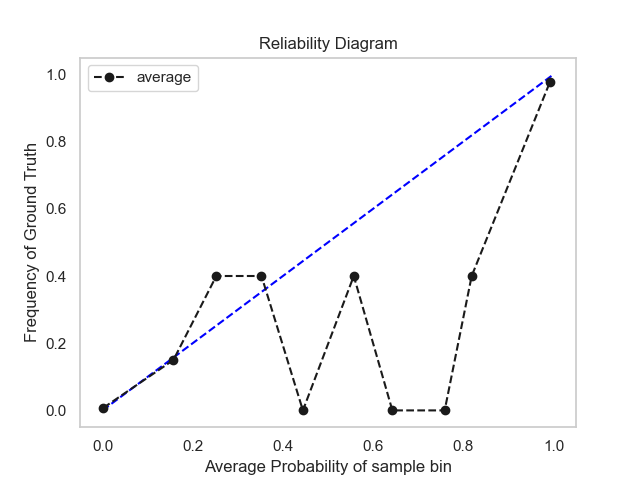 Reliability Diagram
average
Frequency of Ground Truth
1.0
0.8
0.6
0.4
0.2
0.0
0.0 0.2 0.4 0.6 0.8 1.0
Average Probability of sample bin